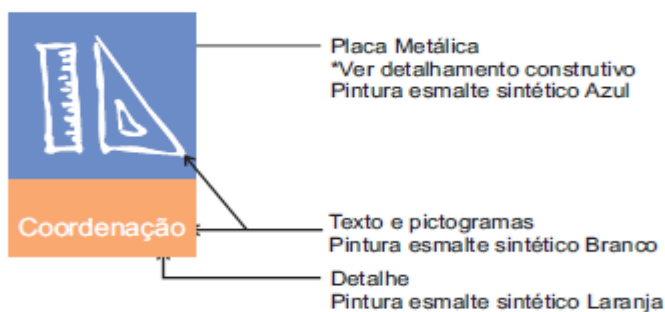 Placa Metálica
*Ver detalhamento construtivo
Pintura esmalte sintético Azul
Coordenação
Texto e pictogramas
Pintura esmalte sintético Branco
Detalhe
Pintura esmalte sintético Laranja